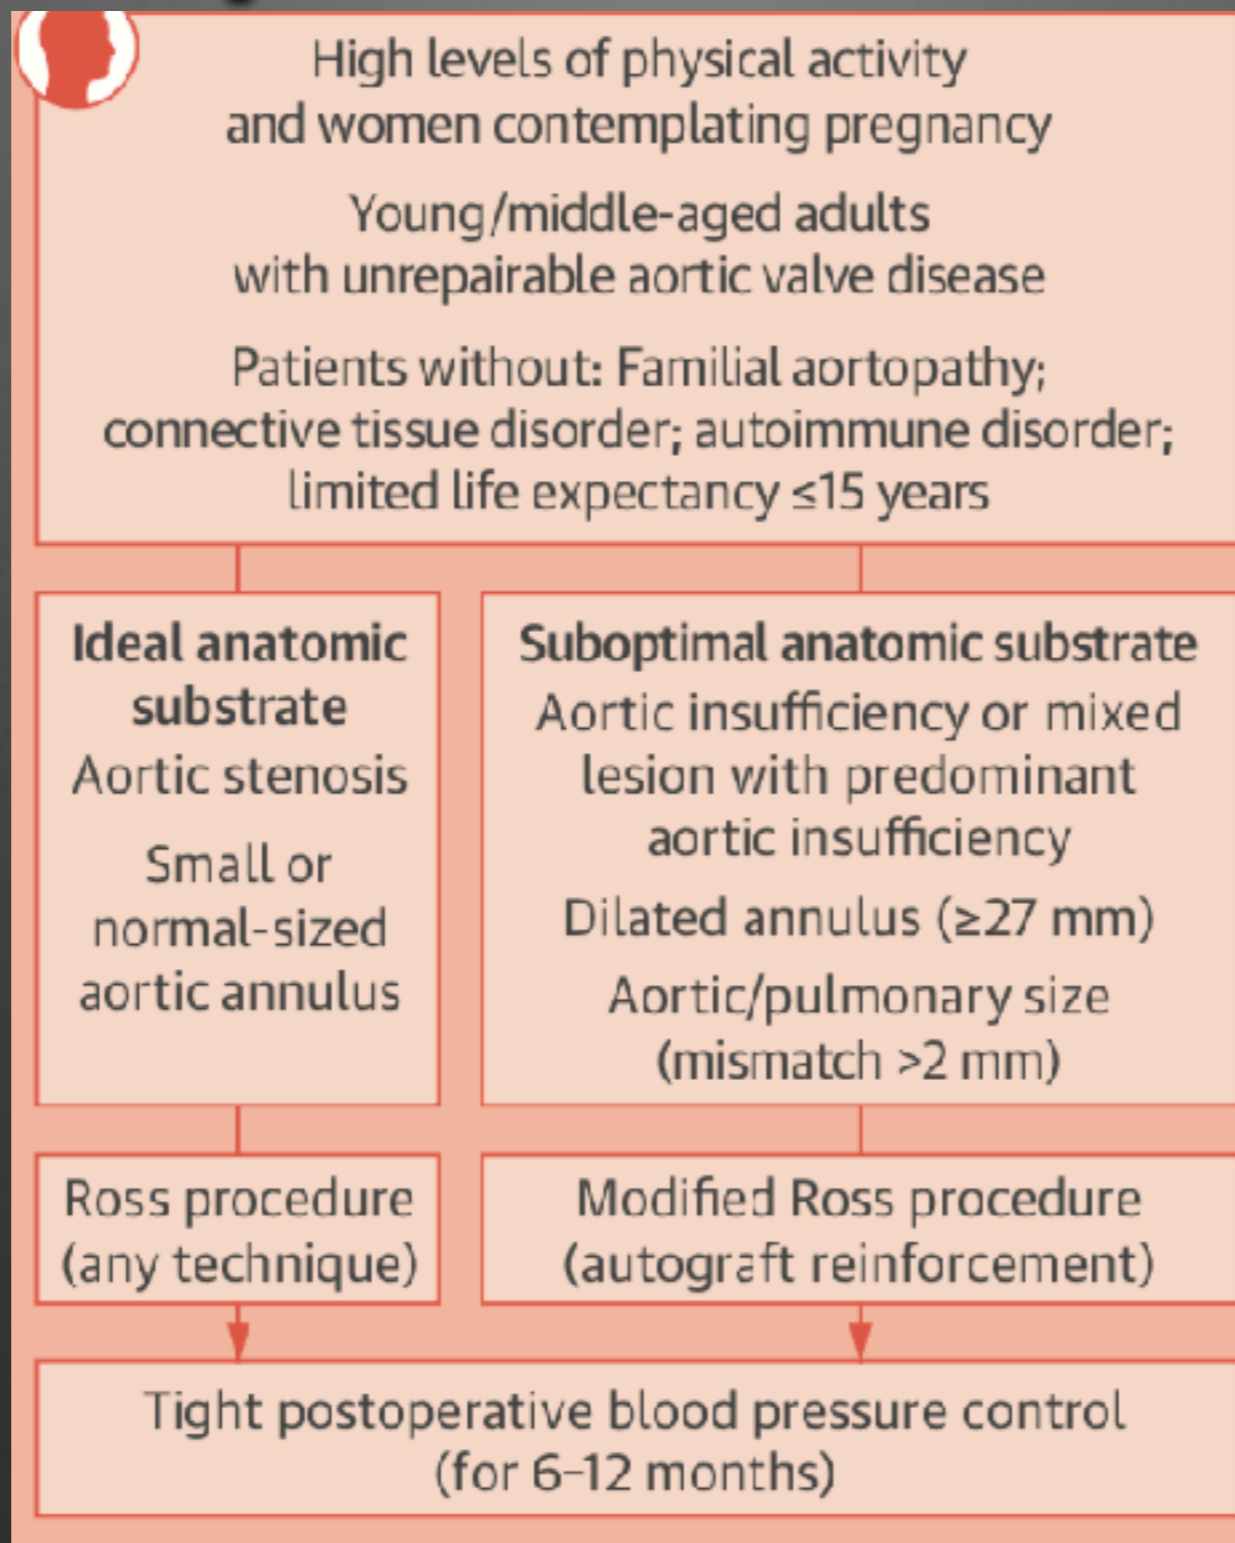 High levels of physical activity
and women contemplating pregnancy
Young/middle-aged adults
with unrepairable aortic valve disease
Patients without: Familial aortopathy;
connective tissue disorder; autoimmune disorder;
limited life expectancy ≤15 years
Ideal anatomic
substrate
Aortic stenosis
Small or
normal-sized
aortic annulus
Suboptimal anatomic substrate
Aortic insufficiency or mixed
lesion with predominant
aortic insufficiency
Dilated annulus (≥27 mm)
Aortic/pulmonary size
(mismatch >2 mm)
Ross procedure
(any technique)
Modified Ross procedure
(autograft reinforcement)
Tight postoperative blood pressure control
(for 6–12 months)